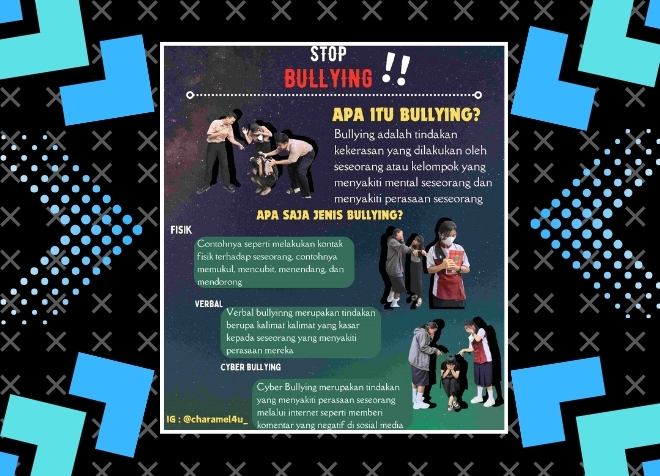 STOP
BULLYING !!
APA ITU BULLYING?
Bullying adalah tindakan
kekerasan yang dilakukan oleh
seseorang atau kelompok yang
menyakiti mental seseorang dan
menyakiti perasaan seseorang
APA SAJA JENIS BULLYING?
FISIK
Contohnya seperti melakukan kontak
fisik terhadap seseorang, contohnya
memukul, mencubit, menendang, dan
mendorong
VERBAL
Verbal bullyinng merupakan tindakan
berupa kalimat kalimat yang kasar
kepada seseorang yang menyakiti
perasaan mereka
CYBER BULLYING
Cyber Bullying merupakan tindakan
yang menyakiti perasaan seseorang
melalui internet seperti memberi
komentar yang negatif di sosial media
IG : @charamel4u_